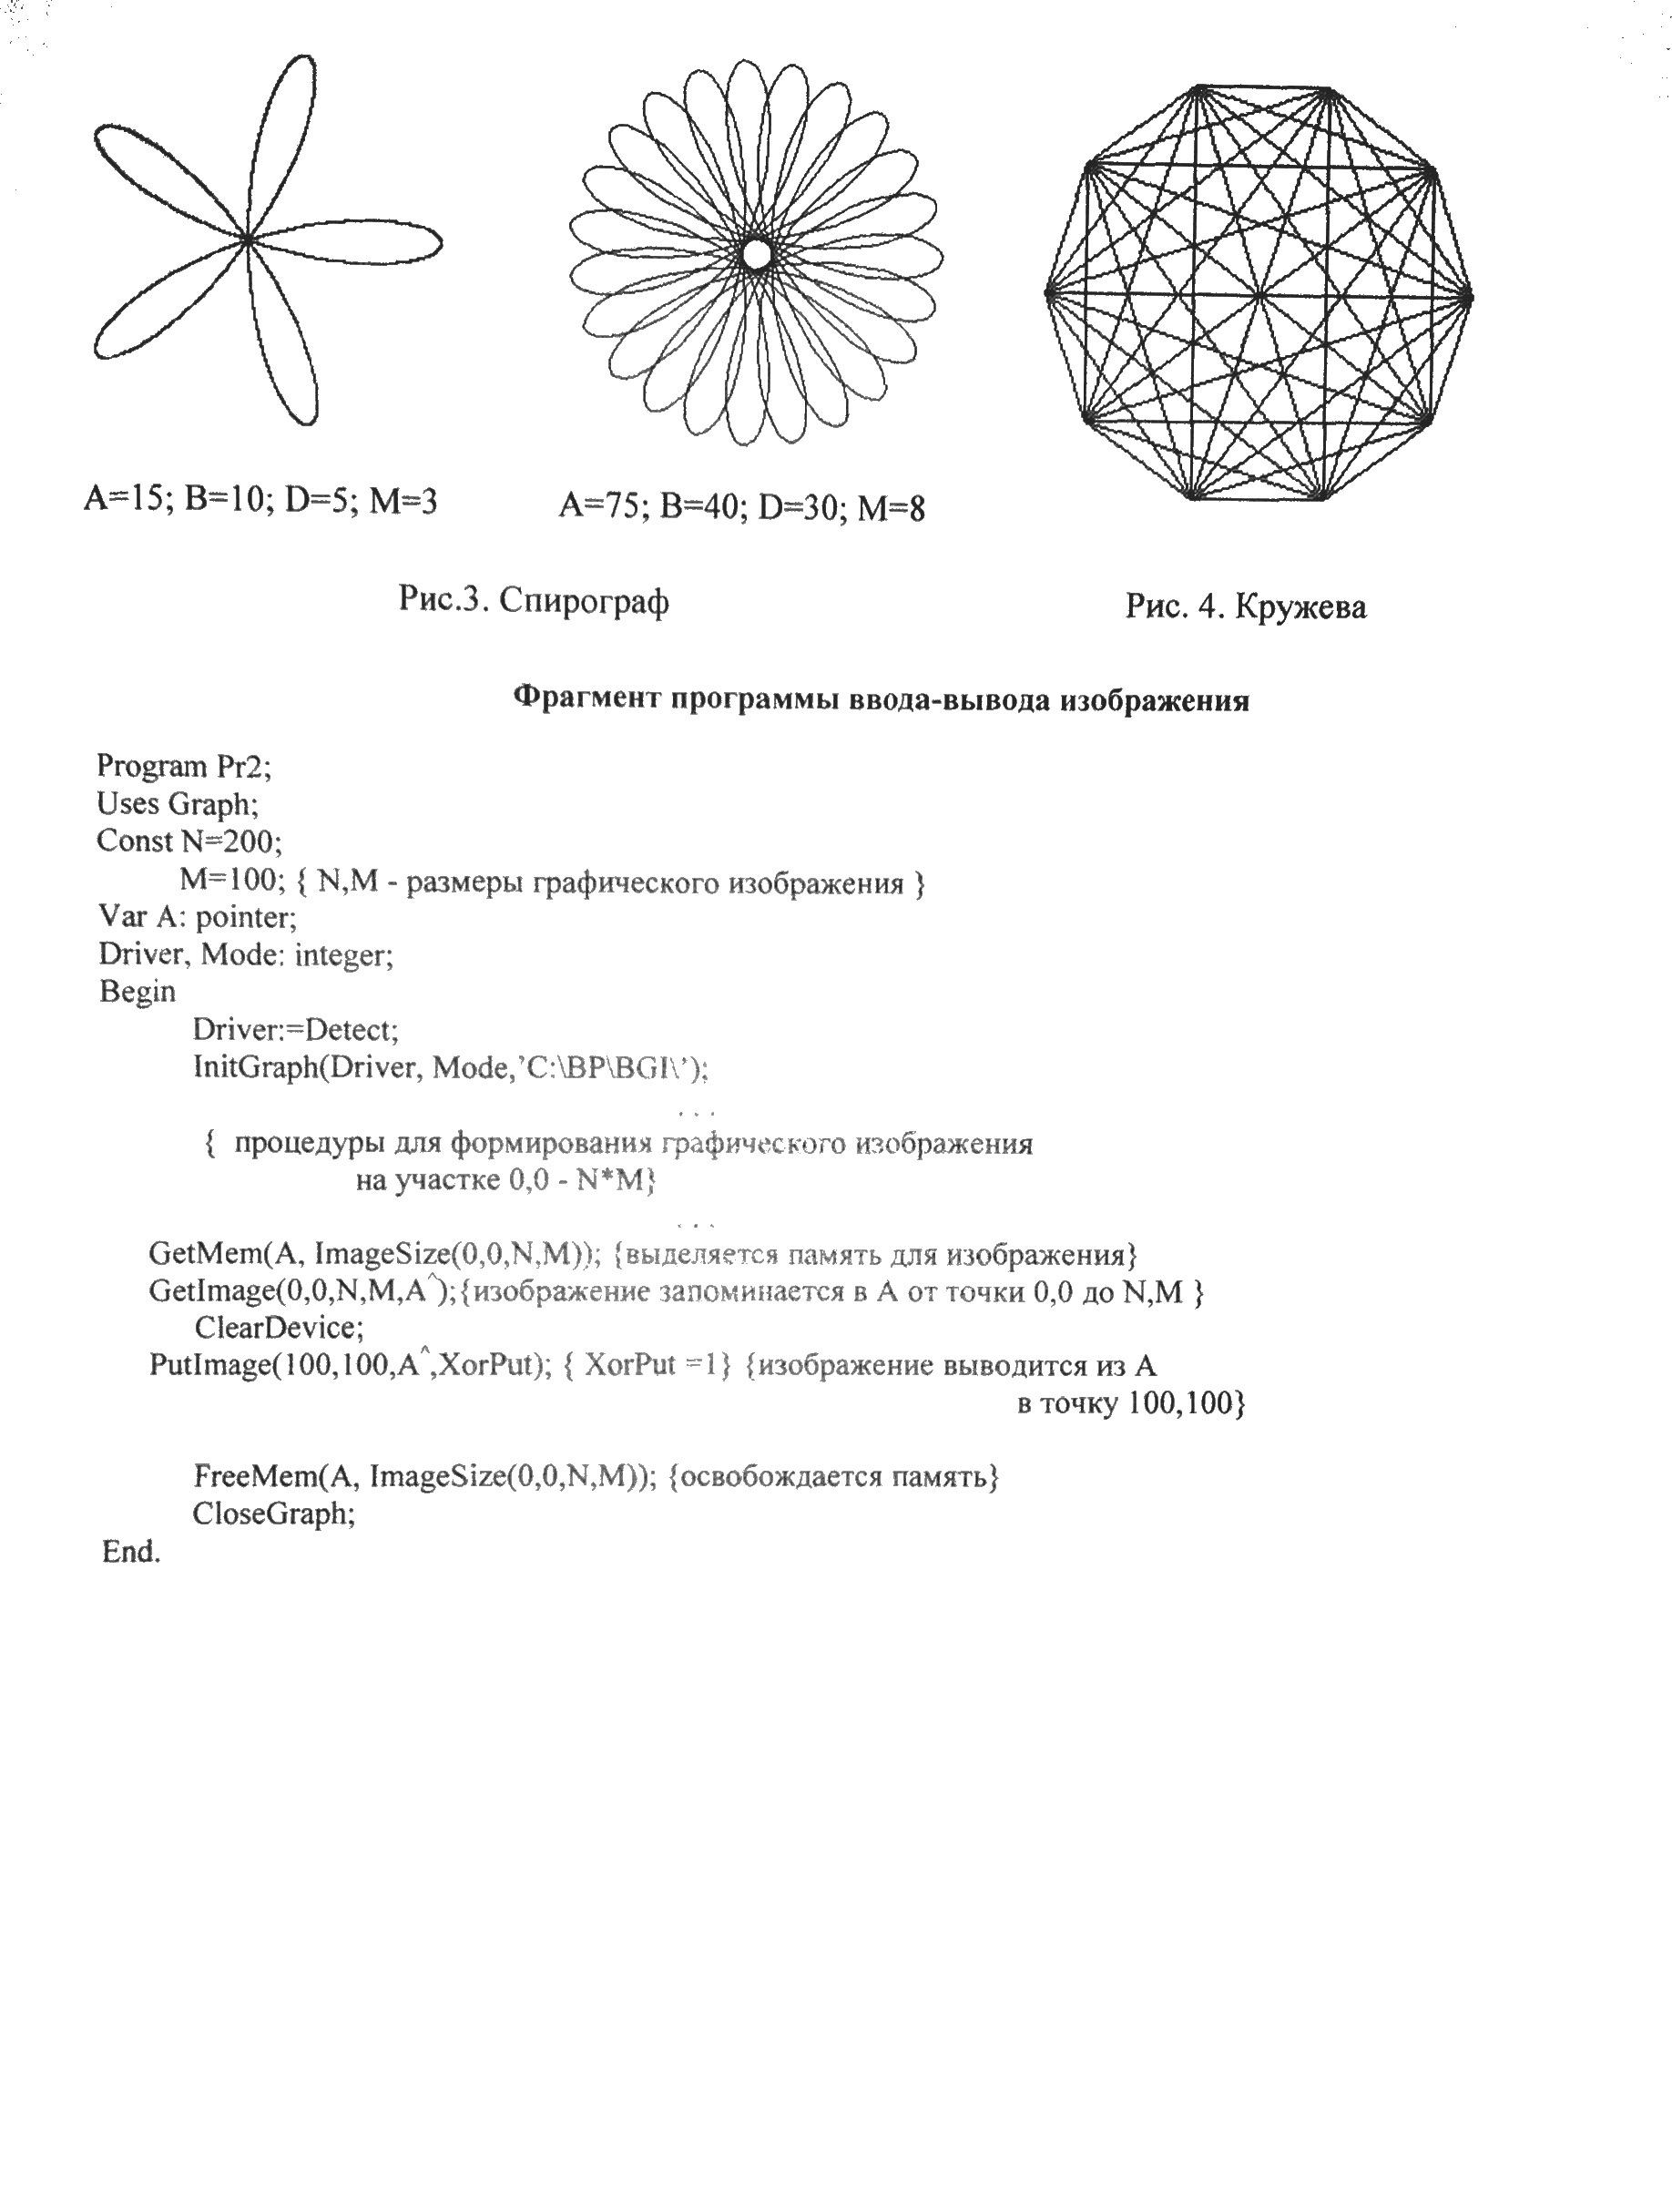 A=15; B=10; D=5; M=3
A=75; B=40; D=30; M=8
Рис.3. Спирограф
Рис. 4. Кружева
Фрагмент программы ввода-вывода изображения
Program Pr2;
Uses Graph;
Const N=200;
M=100; { N,M - размеры графического изображения }
Var A: pointer;
Driver, Mode: integer;
Begin
Driver:=Detect;
InitGraph(Driver, Mode,’C:\BP\BGI\’);
. . .
{ процедуры для формирования графического изображения
на участке 0,0 - N*M}
. . .
GetMem(A, ImageSize(0,0,N,M)); {выделяется память для изображения}
GetImage(0,0,N,M,A^);{изображение запоминается в А от точки 0,0 до N,M }
ClearDevice;
PutImage(100,100,A^,XorPut); { XorPut =1} {изображение выводится из А
в точку 100,100}
FreeMem(A, ImageSize(0,0,N,M)); {освобождается память}
CloseGraph;
End.